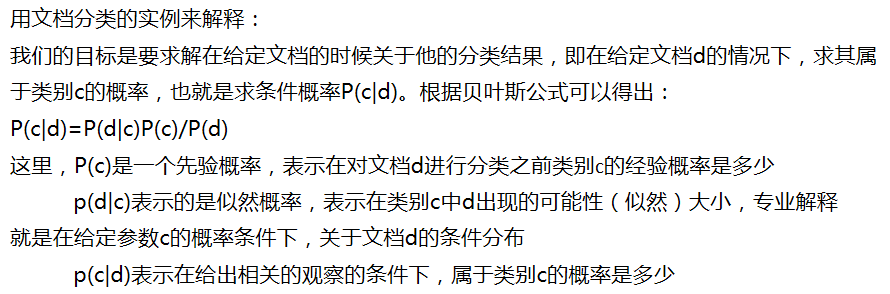 用文档分类的实例来解释：
我们的目标是要求解在给定文档的时候关于他的分类结果，即在给定文档d的情况下，求其属
于类别c的概率，也就是求条件概率P(c|d)。根据贝叶斯公式可以得出：
P(c|d)=P(d|c)P(c)/P(d)
这里，P(c)是一个先验概率，表示在对文档d进行分类之前类别c的经验概率是多少
p(d|c)表示的是似然概率，表示在类别c中d出现的可能性（似然）大小，专业解释
就是在给定参数c的概率条件下，关于文档d的条件分布
p(c|d)表示在给出相关的观察的条件下，属于类别c的概率是多少